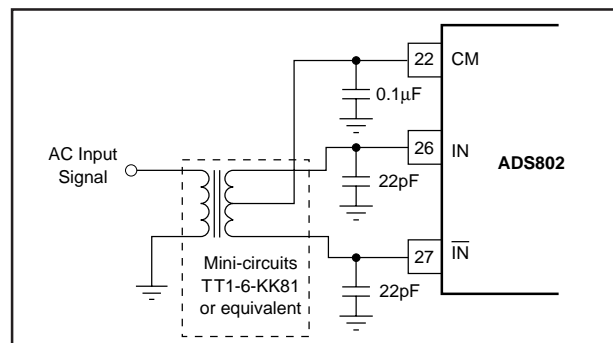 22 CM
0.1µF
AC Input
Signal
26 IN
ADS802
22pF
27 I̅N̅
Mini-circuits
TT1-6-KK81
or equivalent
22pF